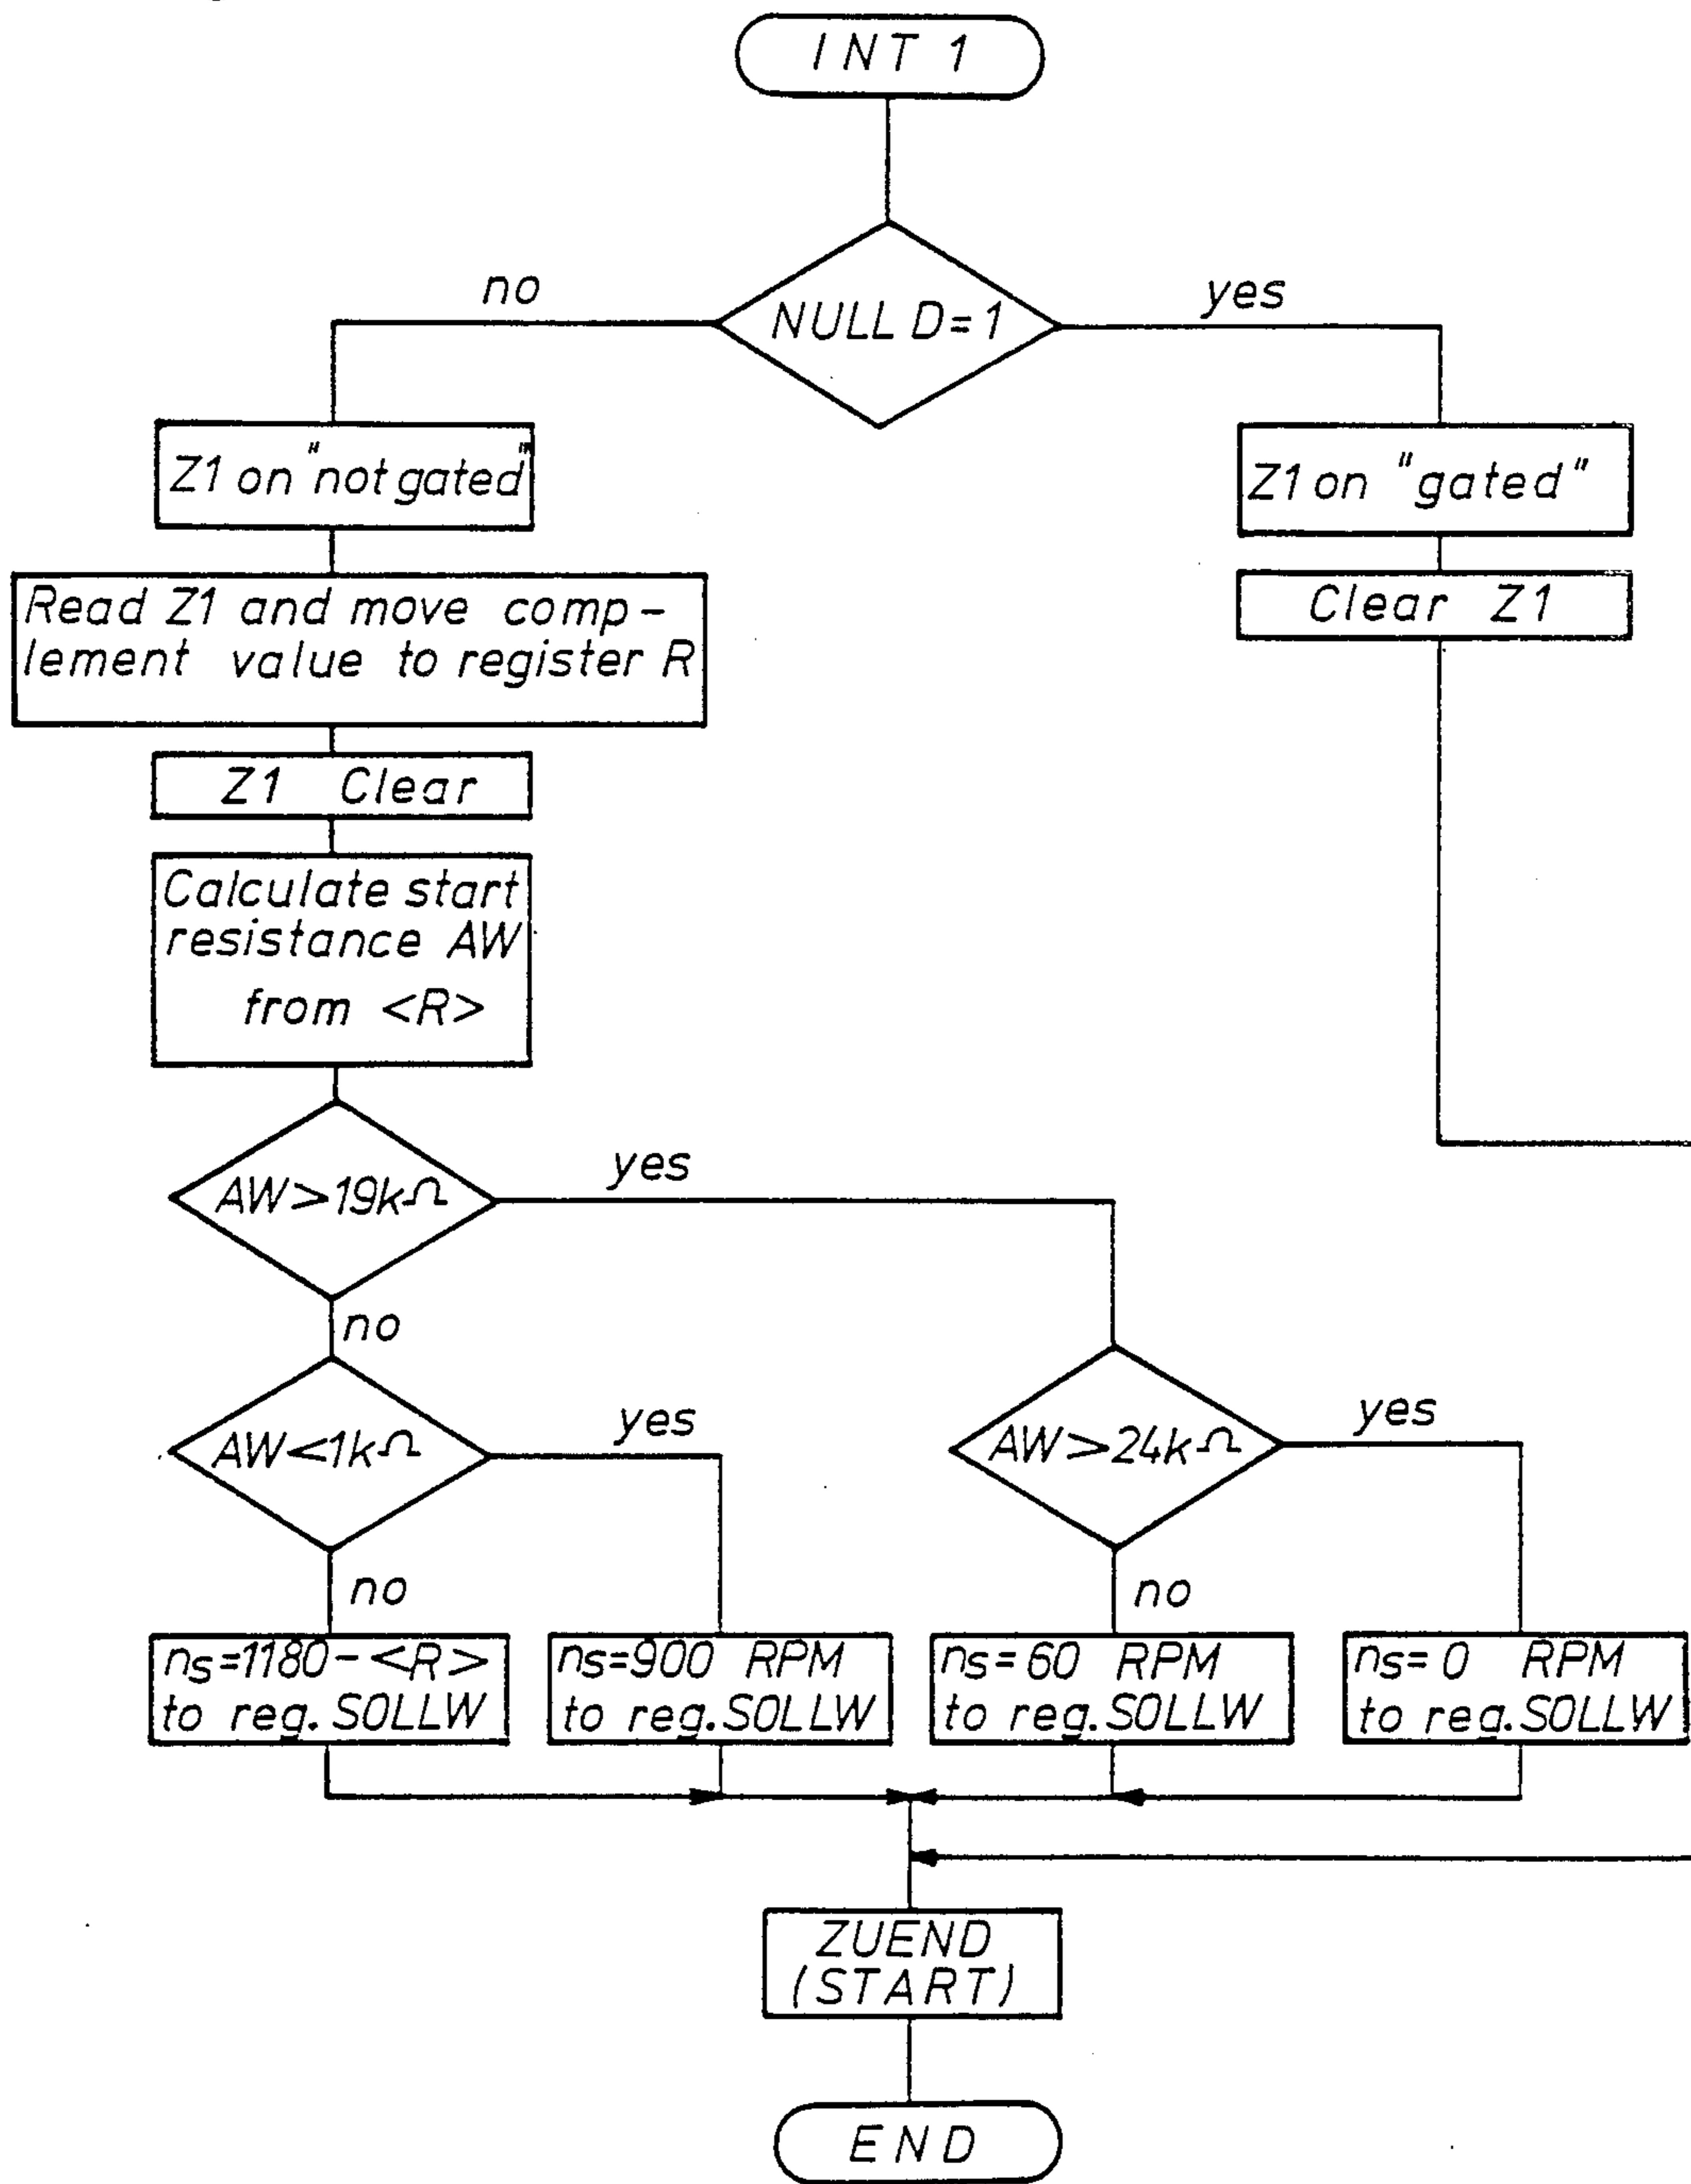 INT 1
NULL D=1
no
yes
Z1 on "not gated"
Z1 on "gated"
Read Z1 and move comp-
lement value to register R
Clear Z1
Z1 Clear
Calculate start
resistance AW
from <R>
AW>19kΩ
yes
no
AW<1kΩ
yes
AW>24kΩ
yes
no
no
ns=1180-<R>
to reg.SOLLW
ns=900 RPM
to reg.SOLLW
ns=60 RPM
to reg.SOLLW
ns=0 RPM
to reg.SOLLW
ZUEND
(START)
END